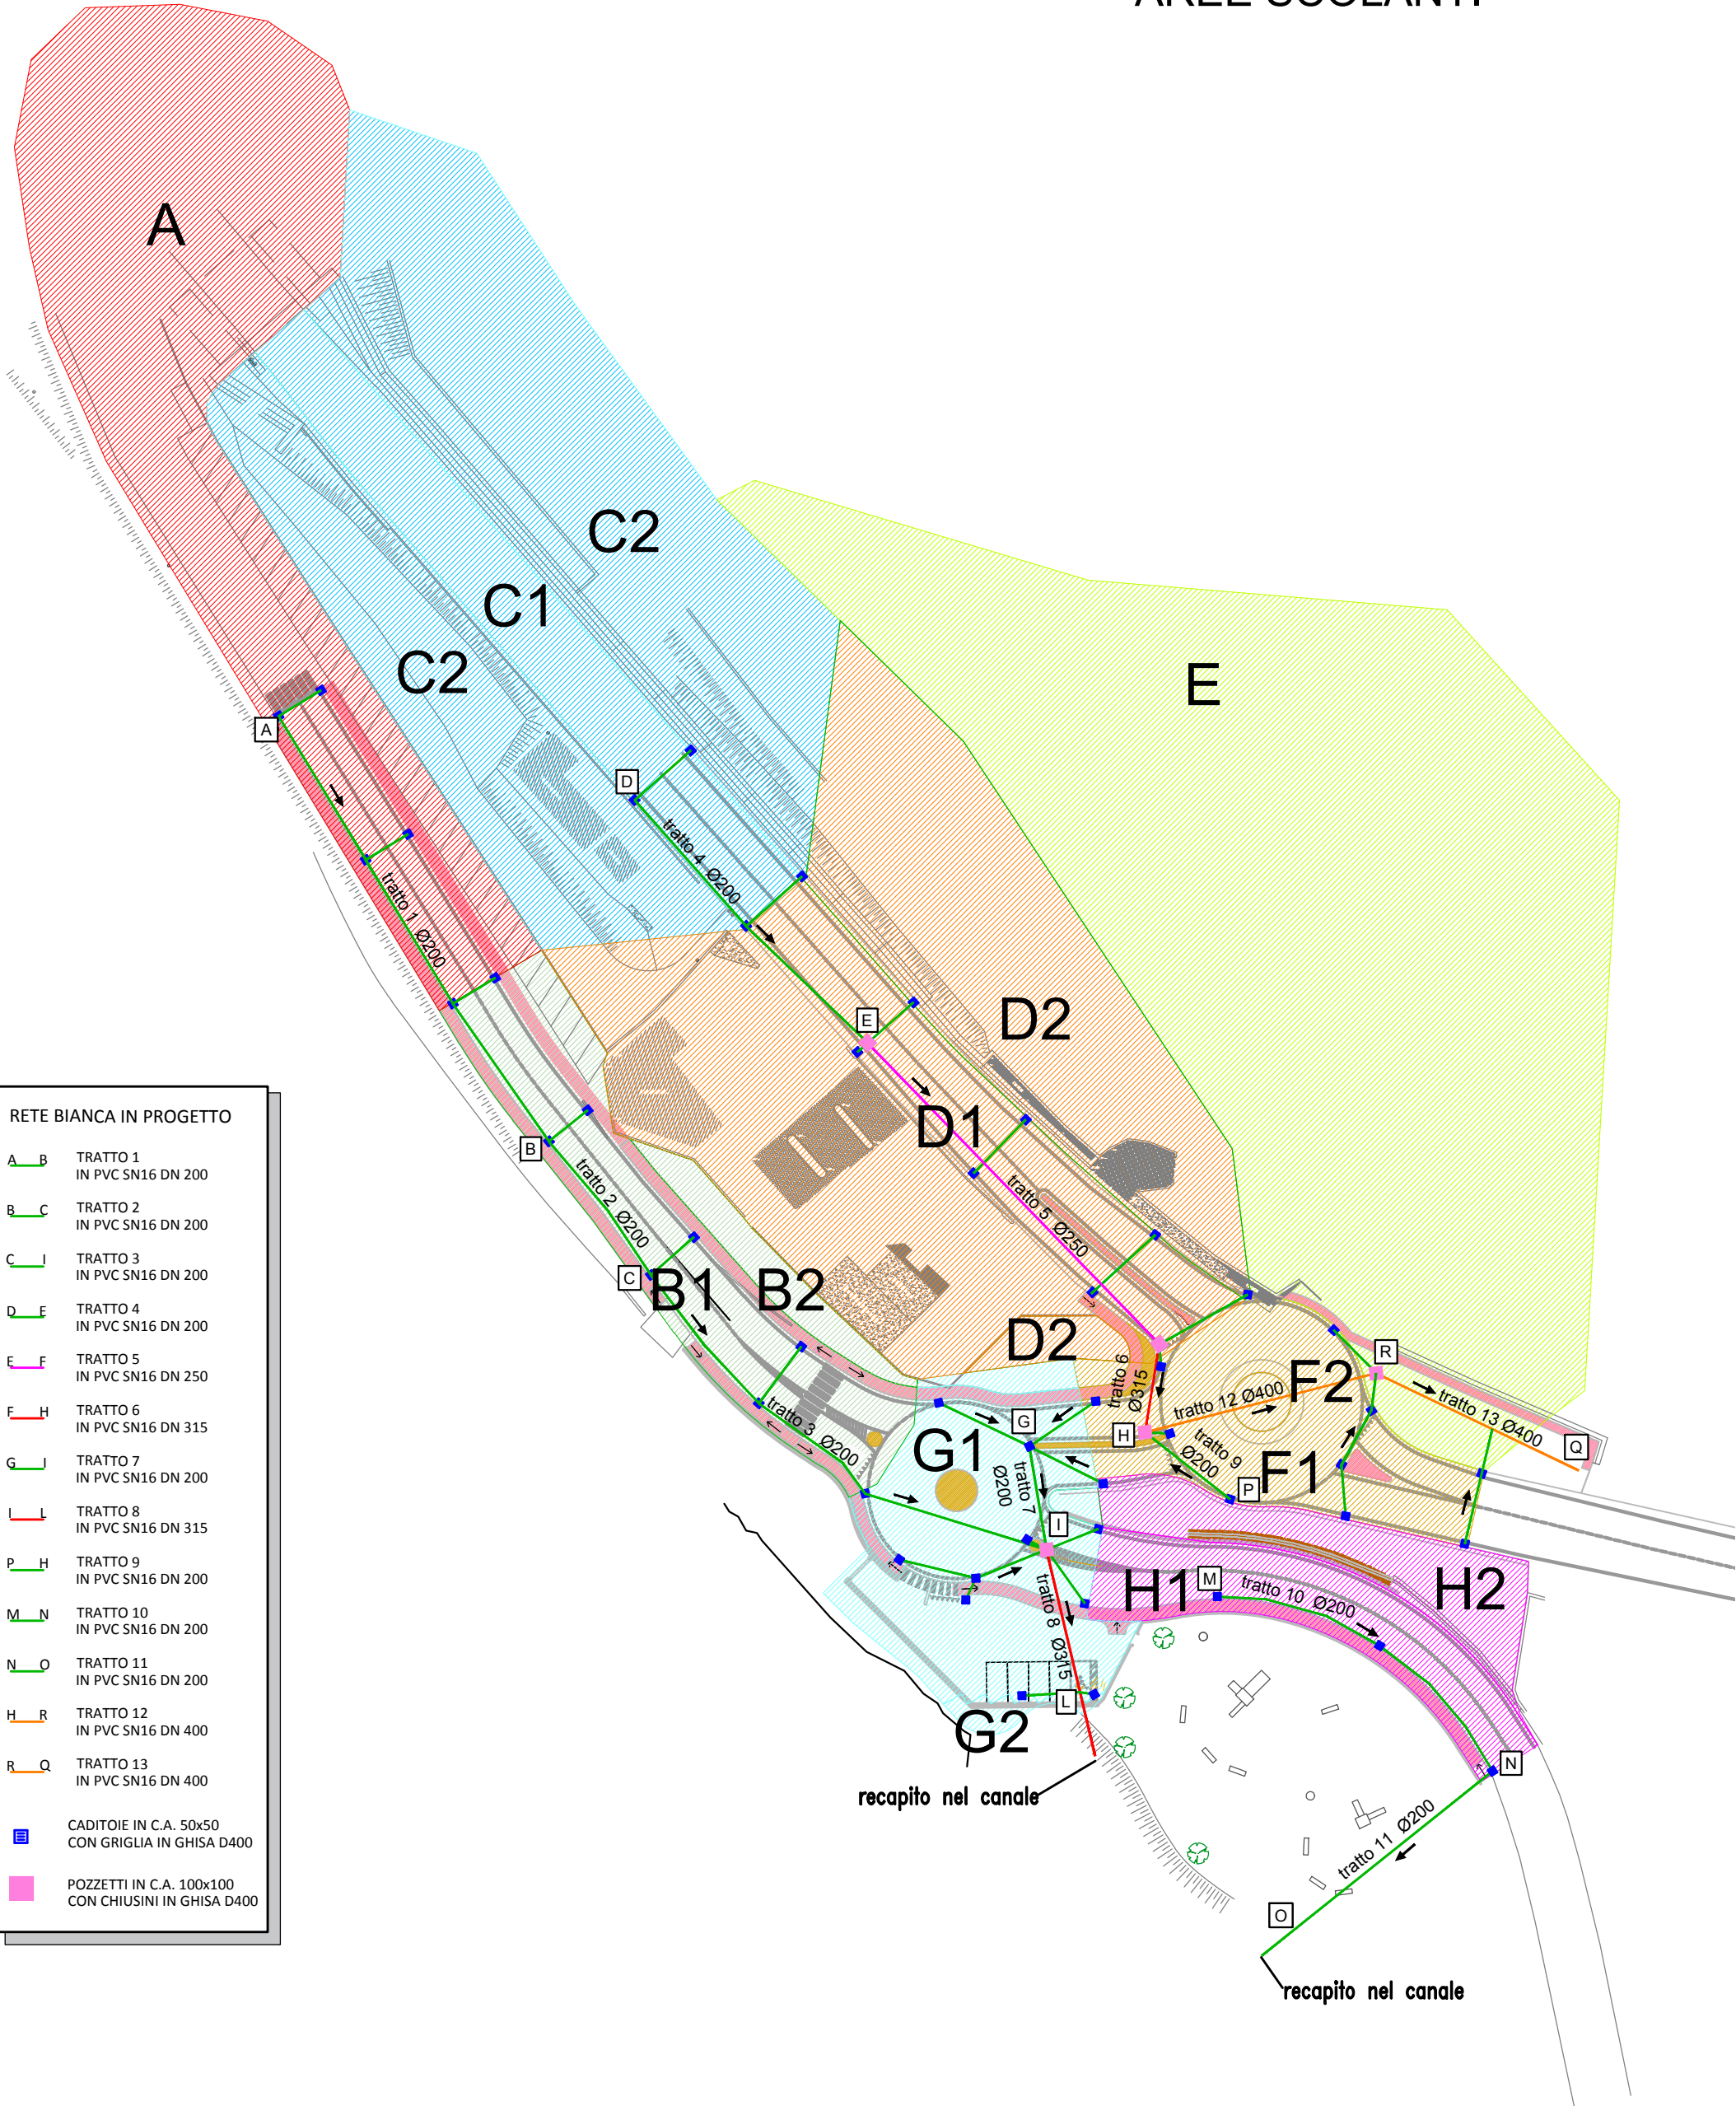 AREE SCOLANTI
A
C2
C1
C2
E
A
D
tratto 4 Ø200
tratto 1 Ø200
D2
E
D1
B
tratto 2 Ø200
tratto 5 Ø250
C
B1
B2
D2
tratto 6
Ø315
R
F2
tratto 12 Ø400
tratto 13 Ø400
tratto 3 Ø200
G
H
G1
tratto 9
Ø200
Q
F1
tratto 7
Ø200
P
I
M
H1
H2
tratto 10 Ø200
tratto 8 Ø315
L
G2
N
recapito nel canale
tratto 11 Ø200
O
recapito nel canale
RETE BIANCA IN PROGETTO
A B TRATTO 1
IN PVC SN16 DN 200
B C TRATTO 2
IN PVC SN16 DN 200
C I TRATTO 3
IN PVC SN16 DN 200
D E TRATTO 4
IN PVC SN16 DN 200
E F TRATTO 5
IN PVC SN16 DN 250
F H TRATTO 6
IN PVC SN16 DN 315
G I TRATTO 7
IN PVC SN16 DN 200
I L TRATTO 8
IN PVC SN16 DN 315
P H TRATTO 9
IN PVC SN16 DN 200
M N TRATTO 10
IN PVC SN16 DN 200
N O TRATTO 11
IN PVC SN16 DN 200
H R TRATTO 12
IN PVC SN16 DN 400
R Q TRATTO 13
IN PVC SN16 DN 400
CADITOIE IN C.A. 50x50
CON GRIGLIA IN GHISA D400
POZZETTI IN C.A. 100x100
CON CHIUSINI IN GHISA D400